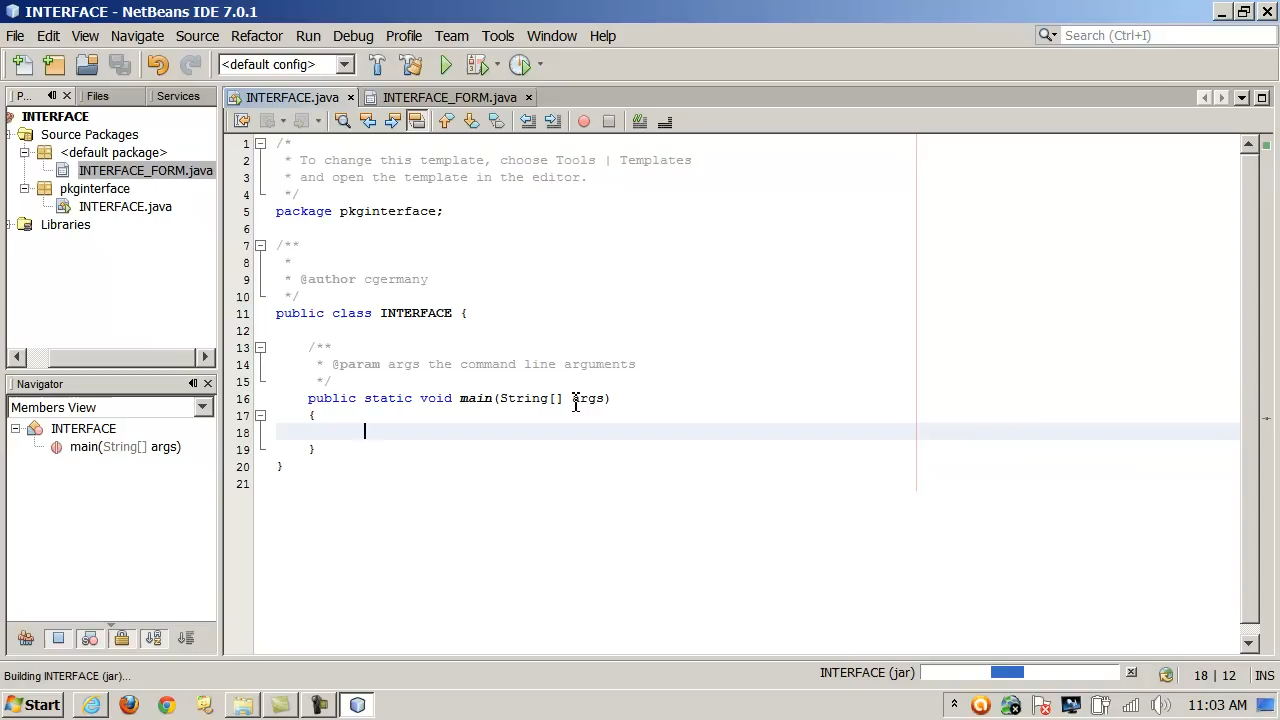 INTERFACE - NetBeans IDE 7.0.1
File Edit View Navigate Source Refactor Run Debug Profile Team Tools Window Help
Search (Ctrl+I)
<default config>
P... Files Services
INTERFACE
Source Packages
<default package>
INTERFACE_FORM.java
pkginterface
INTERFACE.java
Libraries
Navigator
Members View
INTERFACE
main(String[] args)
INTERFACE.java INTERFACE_FORM.java
1 /*
2 * To change this template, choose Tools | Templates
3 * and open the template in the editor.
4 */
5 package pkginterface;
6
7 /**
8 *
9 * @author cgermany
10 */
11 public class INTERFACE {
12
13 /**
14 * @param args the command line arguments
15 */
16 public static void main(String[] args)
17 {
18
19 }
20 }
21
Building INTERFACE (jar)...
INTERFACE (jar)
18 | 12 INS
Start
11:03 AM